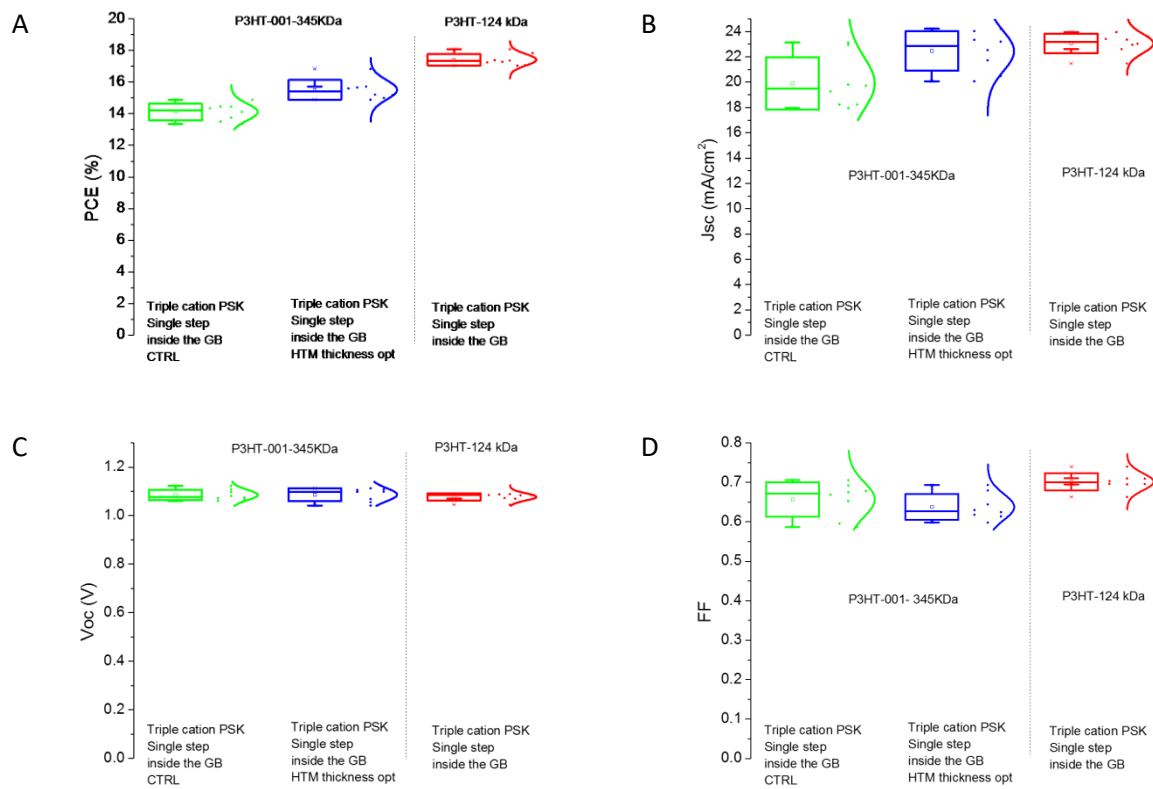 A
P3HT-001-345KDa
P3HT-124 kDa
20
18
16
14
12
10
8
6
4
2
0
PCE (%)
Triple cation PSK
Single step
inside the GB
CTRL
Triple cation PSK
Single step
inside the GB
HTM thickness opt
Triple cation PSK
Single step
inside the GB
B
24
22
20
18
16
14
12
10
8
6
4
2
0
Jsc (mA/cm²)
P3HT-001-345KDa
P3HT-124 kDa
Triple cation PSK
Single step
inside the GB
CTRL
Triple cation PSK
Single step
inside the GB
HTM thickness opt
Triple cation PSK
Single step
inside the GB
C
P3HT-001-345KDa
P3HT-124 kDa
1.2
1.0
0.8
0.6
0.4
0.2
0.0
Voc (V)
Triple cation PSK
Single step
inside the GB
CTRL
Triple cation PSK
Single step
inside the GB
HTM thickness opt
Triple cation PSK
Single step
inside the GB
D
0.8
0.7
0.6
0.5
0.4
0.3
0.2
0.1
0.0
FF
P3HT-001- 345KDa
P3HT-124 kDa
Triple cation PSK
Single step
inside the GB
CTRL
Triple cation PSK
Single step
inside the GB
HTM thickness opt
Triple cation PSK
Single step
inside the GB